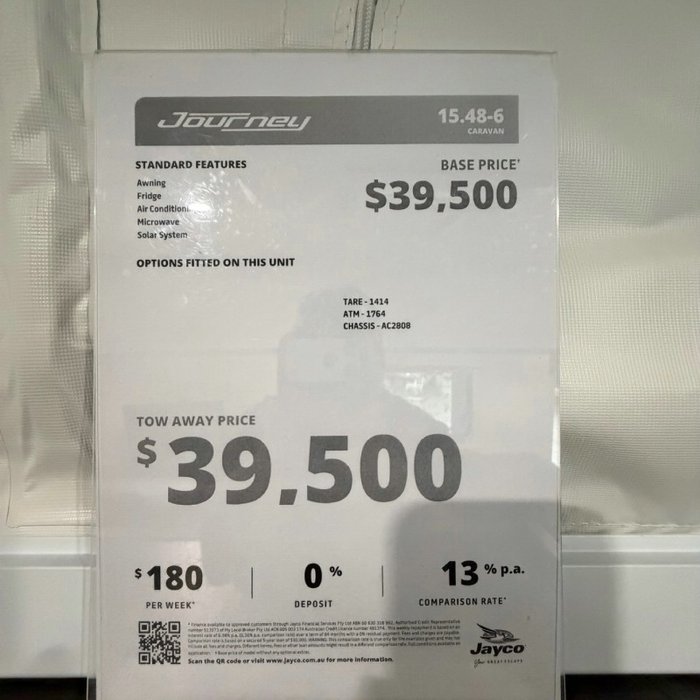 Journey
15.48-6
CARAVAN
STANDARD FEATURES
BASE PRICE*
$39,500
Awning
Fridge
Air Condition
Microwave
Solar System
OPTIONS FITTED ON THIS UNIT
TARE - 1414
ATM - 1764
CHASSIS - AC2808
TOW AWAY PRICE
$39,500
$180
PER WEEK*
0%
DEPOSIT
13% p.a.
COMPARISON RATE*
Scan the QR code or visit www.jayco.com.au for more information.
Jayco